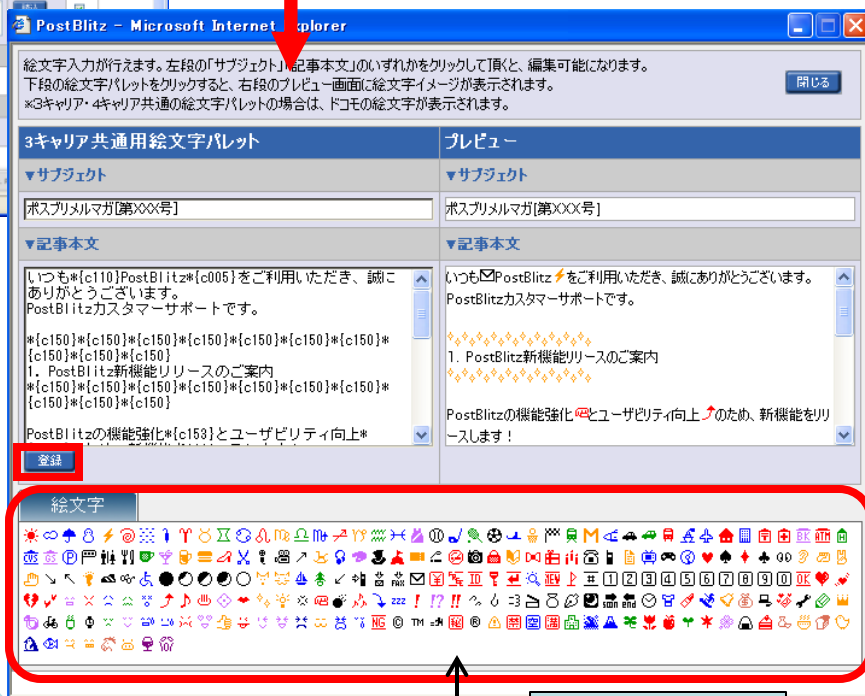 PostBlitz - Microsoft Internet Explorer
絵文字入力が行えます。左段の「サブジェクト」「記事本文」のいずれかをクリックして頂くと、編集可能になります。
下段の絵文字パレットをクリックすると、右段のプレビュー画面に絵文字イメージが表示されます。
※3キャリア・4キャリア共通の絵文字パレットの場合は、ドコモの絵文字が表示されます。
閉じる
3キャリア共通用絵文字パレット
プレビュー
▼サブジェクト
▼サブジェクト
ポスブリメルマガ[第XXX号]
ポスブリメルマガ[第XXX号]
▼記事本文
▼記事本文
いつも*{c110}PostBlitz*{c005}をご利用いただき、誠に
ありがとうございます。
PostBlitzカスタマーサポートです。
*{c150}*{c150}*{c150}*{c150}*{c150}*{c150}*{c150}*
{c150}*{c150}*{c150}
1. PostBlitz新機能リリースのご案内
*{c150}*{c150}*{c150}*{c150}*{c150}*{c150}*{c150}*
{c150}*{c150}*{c150}
PostBlitzの機能強化*{c153}とユーザビリティ向上*
いつもPostBlitzをご利用いただき、誠にありがとうございます。
PostBlitzカスタマーサポートです。
1. PostBlitz新機能リリースのご案内
PostBlitzの機能強化とユーザビリティ向上のため、新機能をリリ
ースします！
登録
絵文字